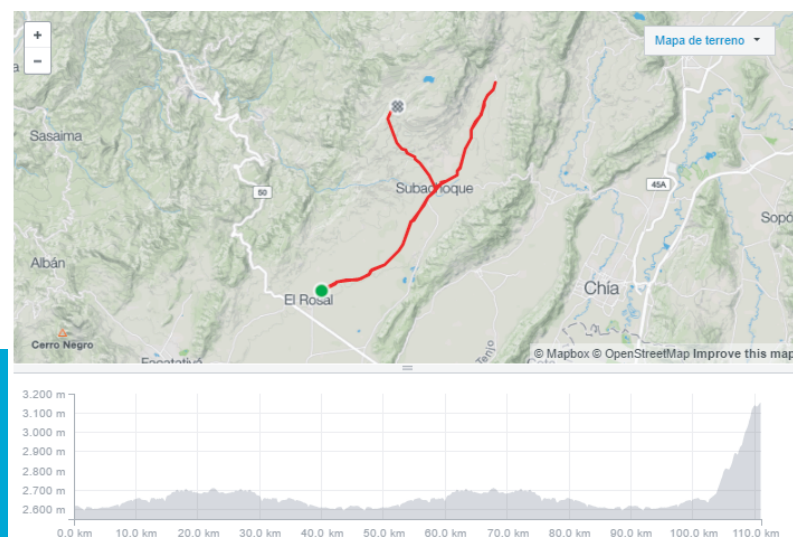 +
Mapa de terreno
−
a
Sasaima
Subachoque
50
45A
Sopó
Albán
Chía
El Rosal
Cerro Negro
Facatativá
Tenjo
Cota
© Mapbox © OpenStreetMap Improve this map
3.200 m
3.100 m
3.000 m
2.900 m
2.800 m
2.700 m
2.600 m
0.0 km 10.0 km 20.0 km 30.0 km 40.0 km 50.0 km 60.0 km 70.0 km 80.0 km 90.0 km 100.0 km 110.0 km